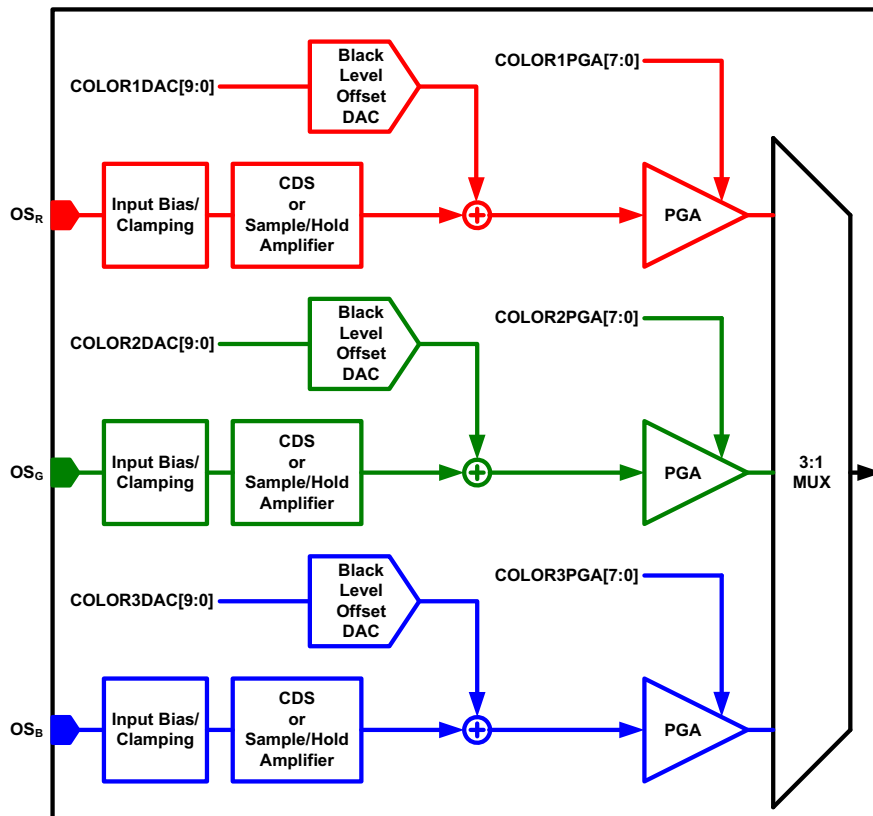 COLOR1DAC[9:0]
Black
Level
Offset
DAC
COLOR1PGA[7:0]
OSR
Input Bias/
Clamping
CDS
or
Sample/Hold
Amplifier
PGA
COLOR2DAC[9:0]
Black
Level
Offset
DAC
COLOR2PGA[7:0]
OSG
Input Bias/
Clamping
CDS
or
Sample/Hold
Amplifier
PGA
3:1
MUX
COLOR3DAC[9:0]
Black
Level
Offset
DAC
COLOR3PGA[7:0]
OSB
Input Bias/
Clamping
CDS
or
Sample/Hold
Amplifier
PGA